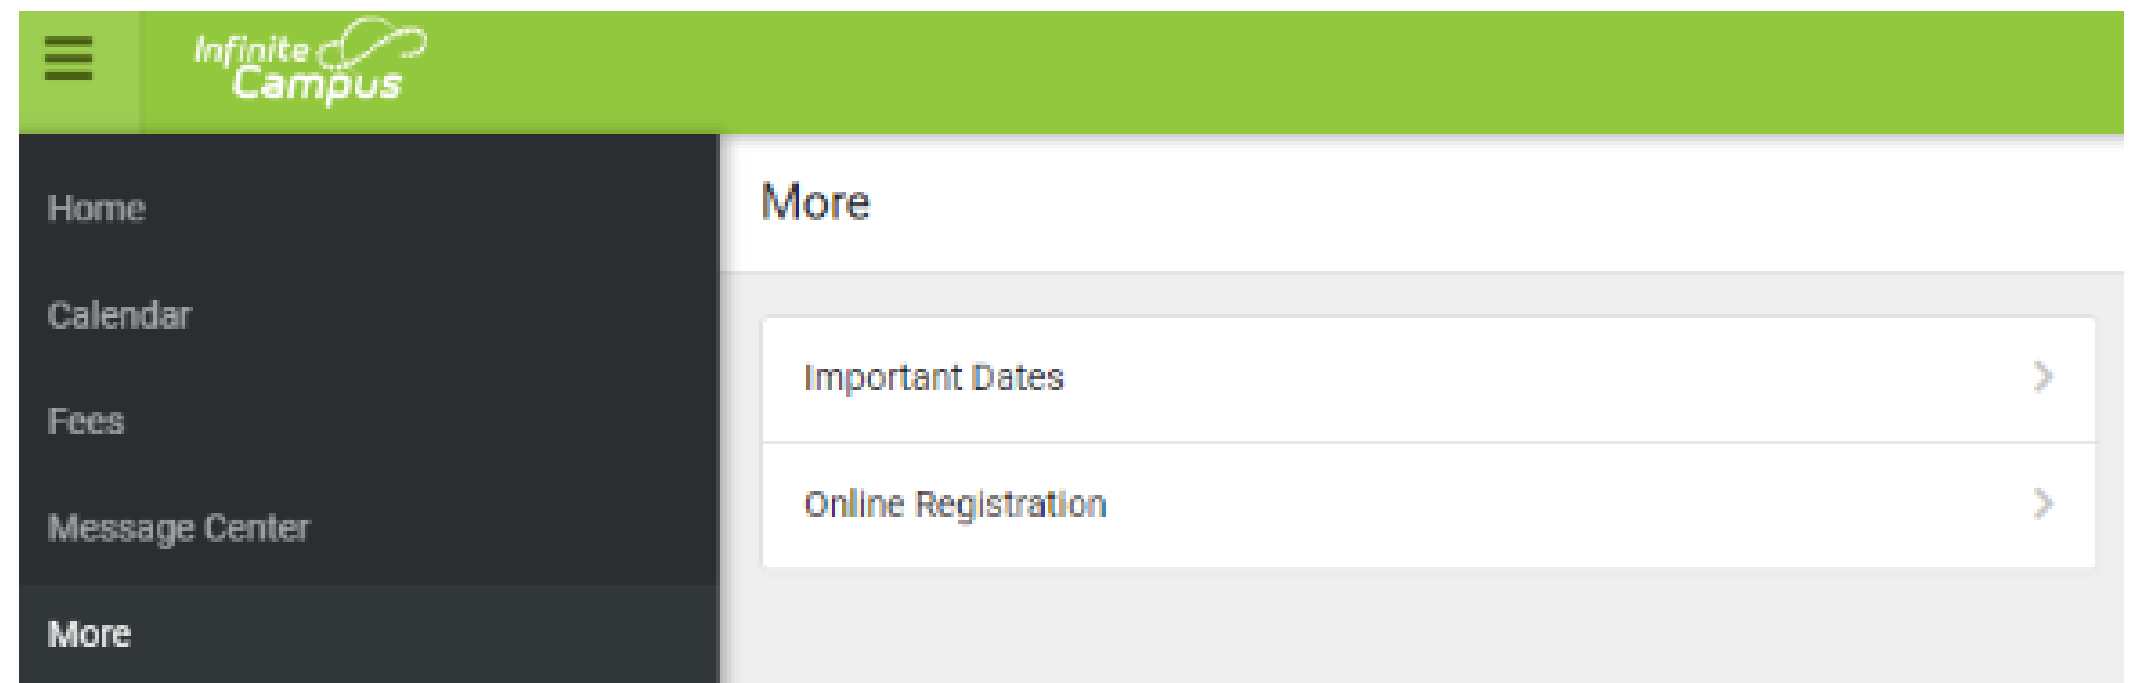 Infinite
Campus
Home
Calendar
Fees
Message Center
More
More
Important Dates
Online Registration